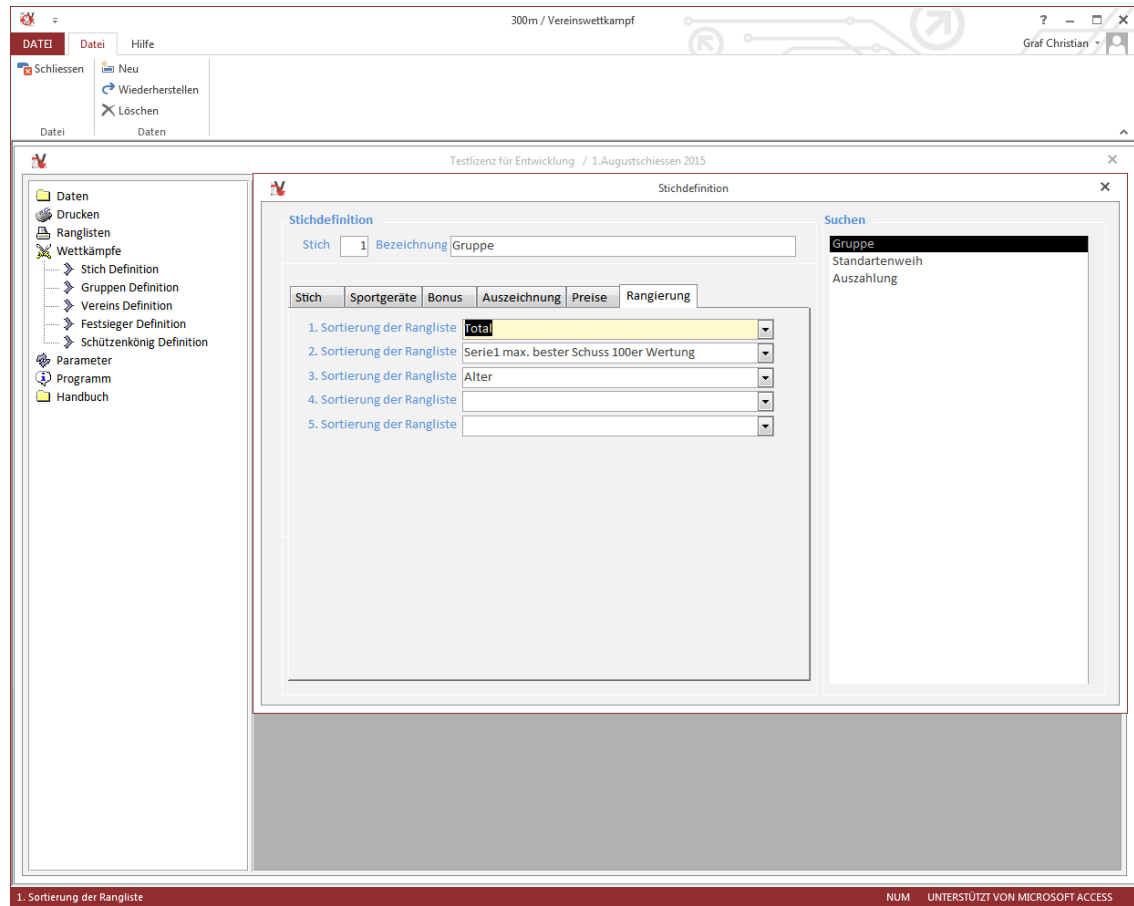 300m / Vereinswettkampf
?
DATEI Datei Hilfe Graf Christian
Schliessen Neu
Wiederherstellen
Löschen
Datei Daten
Testlizenz für Entwicklung / 1.Augustschiessen 2015
Daten
Drucken
Ranglisten
Wettkämpfe
Stich Definition
Gruppen Definition
Vereins Definition
Festsieger Definition
Schützenkönig Definition
Parameter
Programm
Handbuch
Stichdefinition
Stichdefinition
Stich 1 Bezeichnung Gruppe
Stich Sportgeräte Bonus Auszeichnung Preise Rangierung
1. Sortierung der Rangliste Total
2. Sortierung der Rangliste Serie1 max. bester Schuss 100er Wertung
3. Sortierung der Rangliste Alter
4. Sortierung der Rangliste
5. Sortierung der Rangliste
Suchen
Gruppe
Standartenweih
Auszahlung
1. Sortierung der Rangliste NUM UNTERSTÜTZT VON MICROSOFT ACCESS